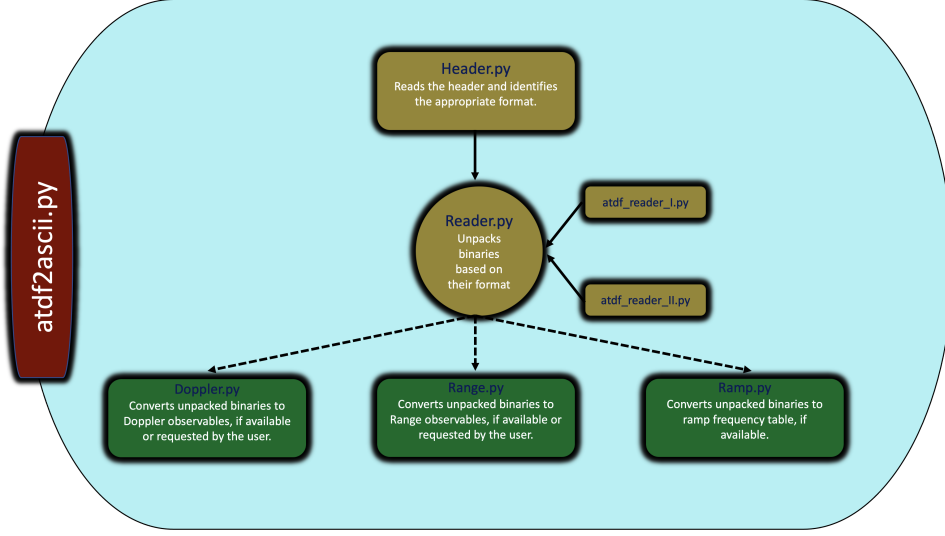 atdf2ascii.py
Header.py
Reads the header and identifies
the appropriate format.
Reader.py
Unpacks
binaries
based on
their format
atdf_reader_I.py
atdf_reader_II.py
Doppler.py
Converts unpacked binaries to
Doppler observables, if available
or requested by the user.
Range.py
Converts unpacked binaries to
Range observables, if available or
requested by the user.
Ramp.py
Converts unpacked binaries to
ramp frequency table, if
available.